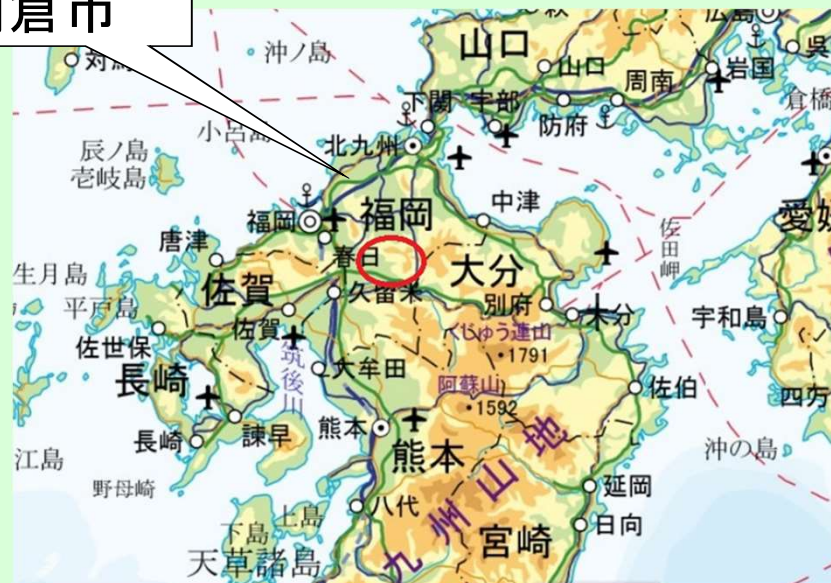 倉市
対馬
沖ノ島
萩
広島
呉
山口
山口
周南
岩国
下関
宇部
防府
倉橋
小呂島
北九州
辰ノ島
壱岐島
福岡
福岡
中津
愛媛
唐津
春日
大分
佐田岬
生月島
佐賀
久留米
別府
大分
平戸島
佐賀
くじゅう連山
宇和島
佐世保
筑後川
・1791
長崎
大牟田
阿蘇山
・1592
佐伯
四万
長崎
諫早
熊本
熊本
沖の島
江島
野母崎
九州山地
延岡
八代
上島
下島
日向
天草諸島
宮崎